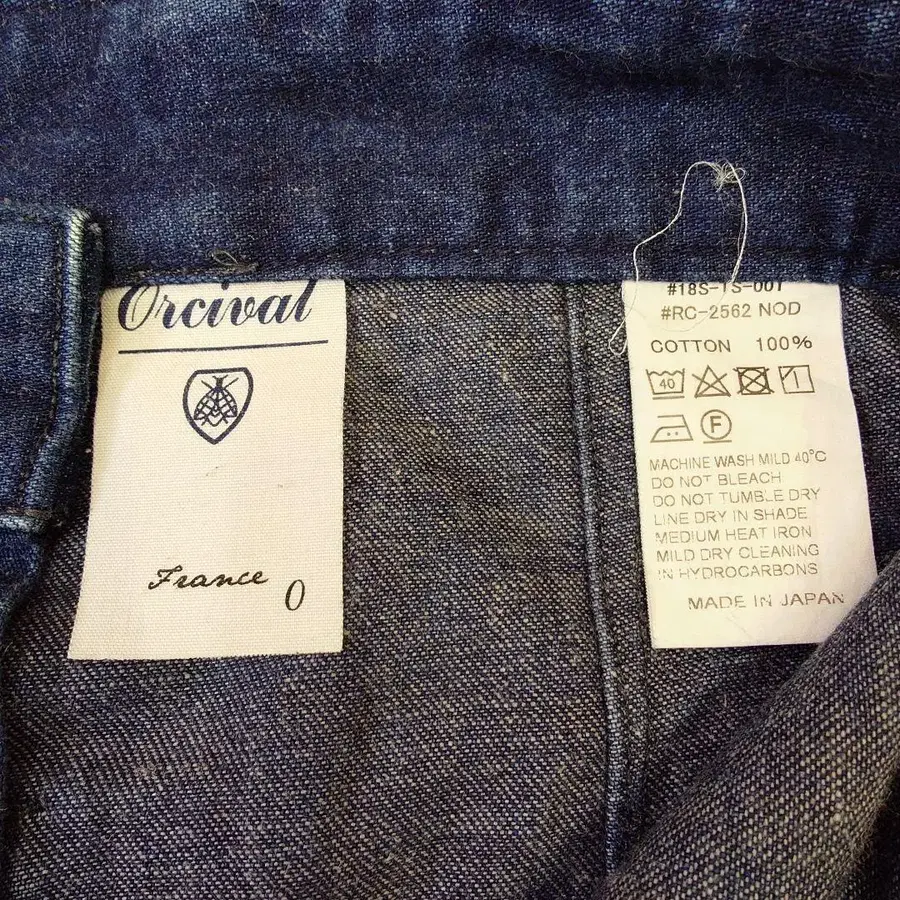 Orcival
France
0
#18S-TS-001
#RC-2562 NOD
COTTON 100%
40
1
F
MACHINE WASH MILD 40°C
DO NOT BLEACH
DO NOT TUMBLE DRY
LINE DRY IN SHADE
MEDIUM HEAT IRON
MILD DRY CLEANING
IN HYDROCARBONS
MADE IN JAPAN